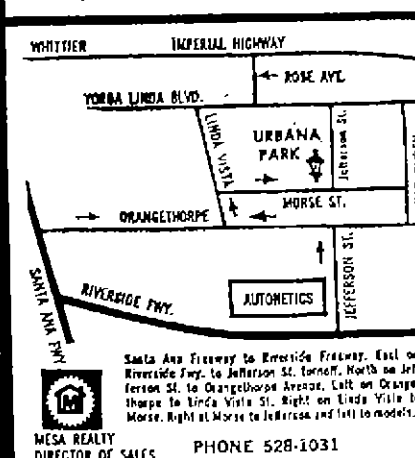 WHITTIER
IMPERIAL HIGHWAY
ROSE AVE.
YORBA LINDA BLVD.
LINDA VISTA
URBANA
PARK
Jefferson St.
MORSE ST.
ORANGETHORPE
SANTA ANA FWY
RIVERSIDE FWY.
AUTONETICS
JEFFERSON ST.
Santa Ana Freeway to Riverside Freeway. East on
Riverside Fwy. to Jefferson St. turnoff. North on Jef-
ferson St. to Orangethorpe Avenue. Left on Orange-
thorpe to Linda Vista St. Right on Linda Vista to
Morse. Right at Morse to Jefferson and left to models.
M
MESA REALTY
DIRECTOR OF SALES
PHONE 528-1031